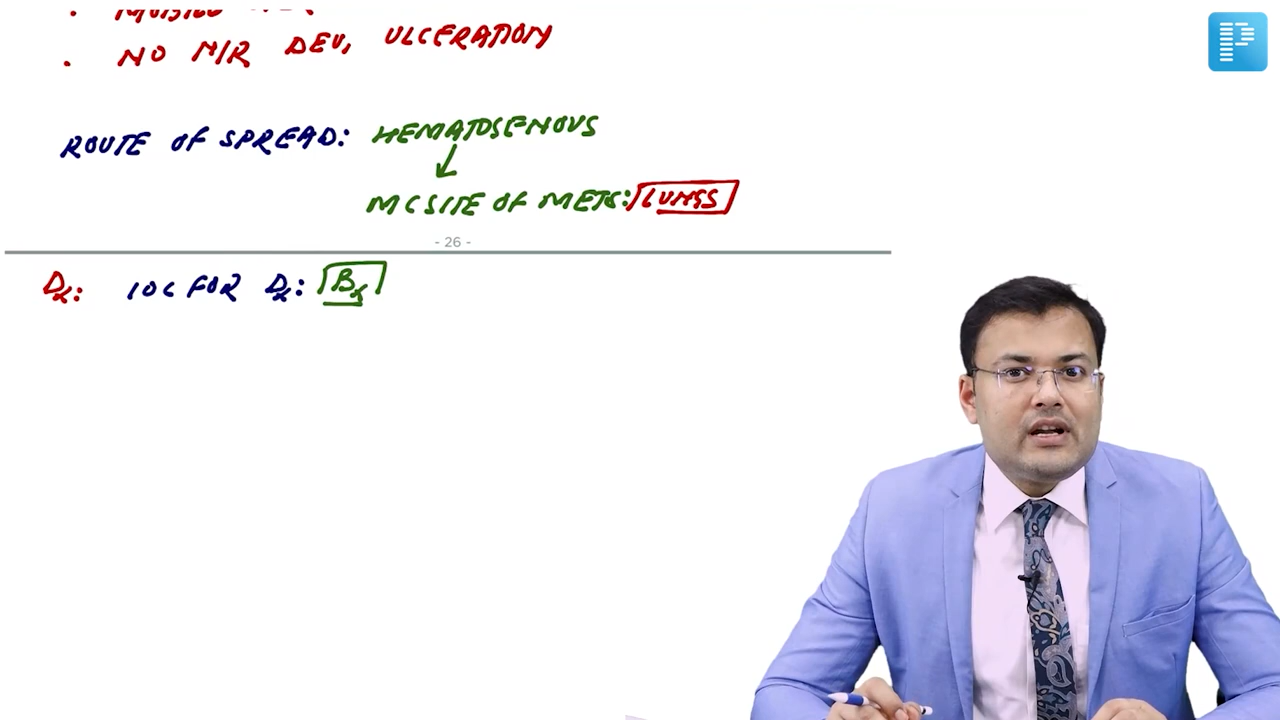 • NO N/R DEV, ULCERATION
ROUTE OF SPREAD: HEMATOGENOUS
↓
MC SITE OF METS: LUNGS
- 26 -
Dx: IOC FOR Dx: Bx
P